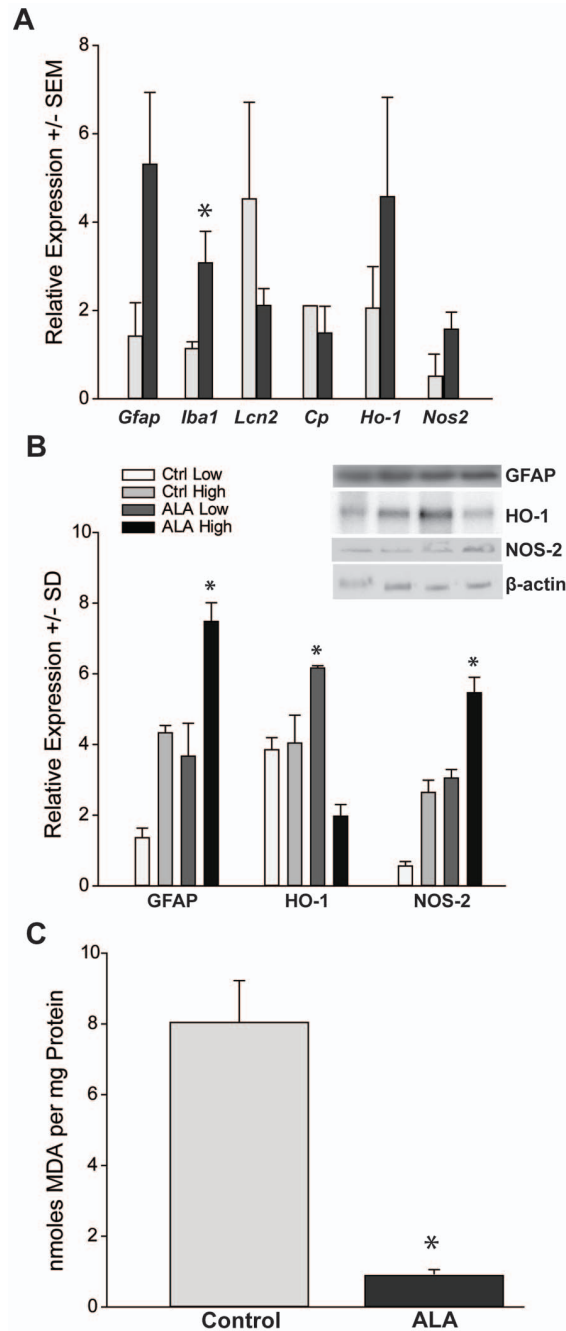 A
Relative Expression +/- SEM
8
6
4
2
0
*
Gfap Iba1 Lcn2 Cp Ho-1 Nos2
B
Ctrl Low
Ctrl High
ALA Low
ALA High
GFAP
HO-1
NOS-2
β-actin
Relative Expression +/- SD
10
8
6
4
2
0
*
*
*
GFAP HO-1 NOS-2
C
nmoles MDA per mg Protein
10
8
6
4
2
0
*
Control ALA